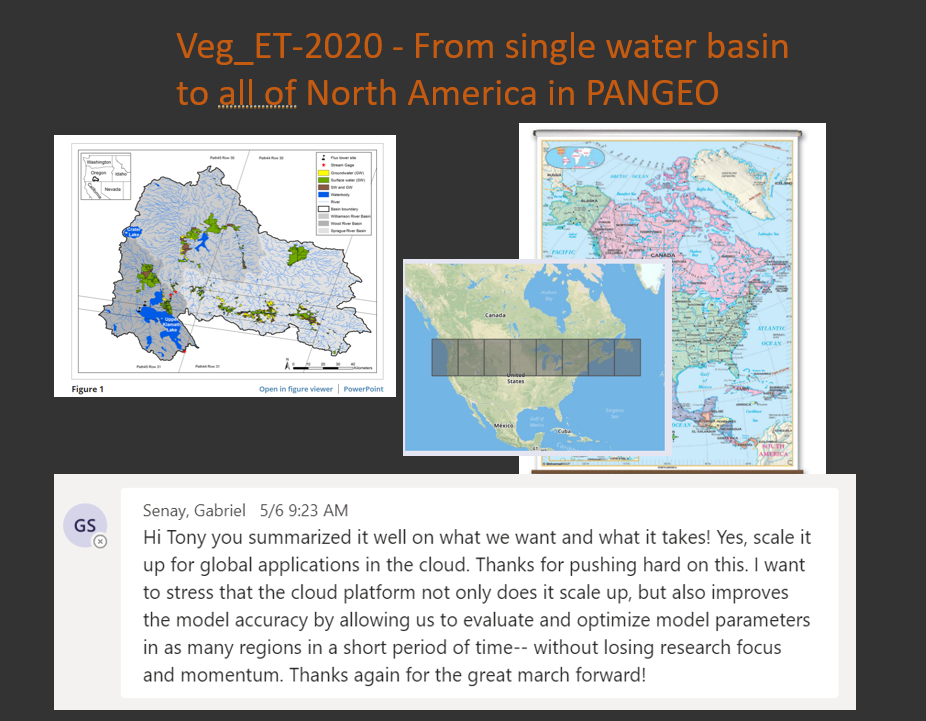 Veg_ET-2020 - From single water basin
to all of North America in PANGEO
Washington
Oregon
Idaho
California
Nevada
Path45 Row 30
Path44 Row 30
Flux tower site
Stream Gage
Groundwater (GW)
Surface water (SW)
SW and GW
Waterbody
River
Basin boundary
Williamson River Basin
Wood River Basin
Sprague River Basin
Crater
Lake
Upper
Klamath
Lake
Path45 Row 31
Path44 Row 31
N
Kilometers
Figure 1
Open in figure viewer | PowerPoint
ARCTIC OCEAN
ALASKA
PACIFIC
CANADA
ATLANTIC
OCEAN
Gulf
of
Mexico
OCEAN
SOUTH
AMERICA
Canada
United
States
México
Cuba
GS
Senay, Gabriel 5/6 9:23 AM
Hi Tony you summarized it well on what we want and what it takes! Yes, scale it
up for global applications in the cloud. Thanks for pushing hard on this. I want
to stress that the cloud platform not only does it scale up, but also improves
the model accuracy by allowing us to evaluate and optimize model parameters
in as many regions in a short period of time-- without losing research focus
and momentum. Thanks again for the great march forward!